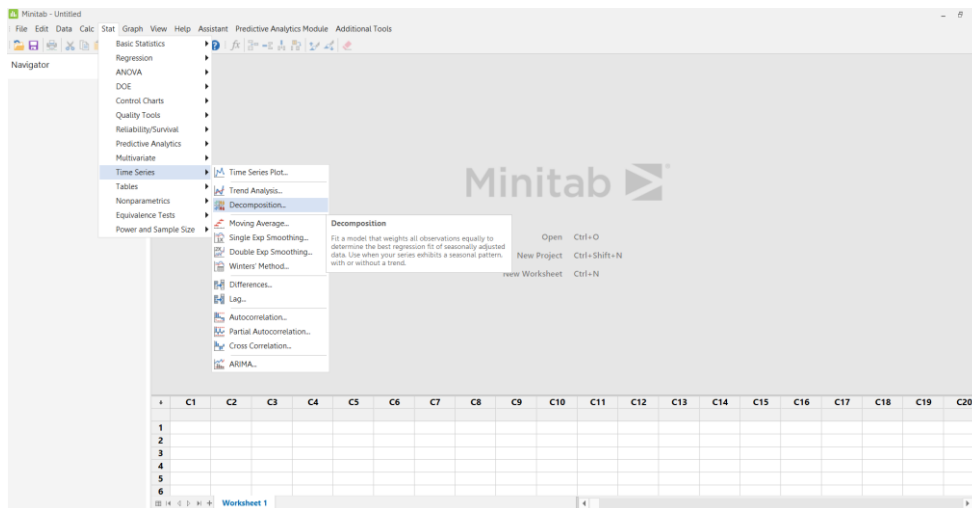 Minitab - Untitled
File Edit Data Calc Stat Graph View Help Assistant Predictive Analytics Module Additional Tools
Navigator
Basic Statistics
Regression
ANOVA
DOE
Control Charts
Quality Tools
Reliability/Survival
Predictive Analytics
Multivariate
Time Series
Tables
Nonparametrics
Equivalence Tests
Power and Sample Size
Time Series Plot...
Trend Analysis...
Decomposition...
Moving Average...
Single Exp Smoothing...
Double Exp Smoothing...
Winters' Method...
Differences...
Lag...
Autocorrelation...
Partial Autocorrelation...
Cross Correlation...
ARIMA...
Decomposition
Fit a model that weights all observations equally to
determine the best regression fit of seasonally adjusted
data. Use when your series exhibits a seasonal pattern,
with or without a trend.
Minitab
Open Ctrl+O
New Project Ctrl+Shift+N
New Worksheet Ctrl+N
C1 C2 C3 C4 C5 C6 C7 C8 C9 C10 C11 C12 C13 C14 C15 C16 C17 C18 C19 C20
1
2
3
4
5
6
Worksheet 1